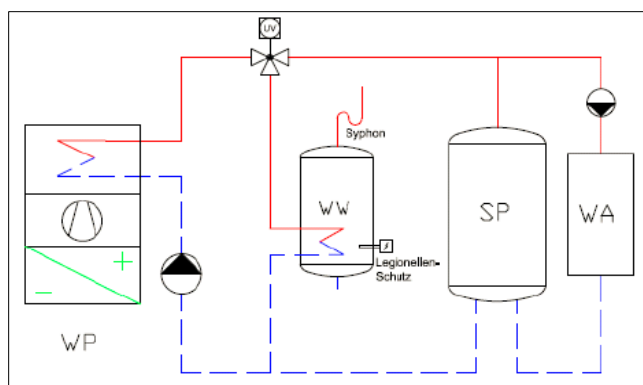 UV
Syphon
WW
SP
WA
Legionellen-
Schutz
+
-
WP